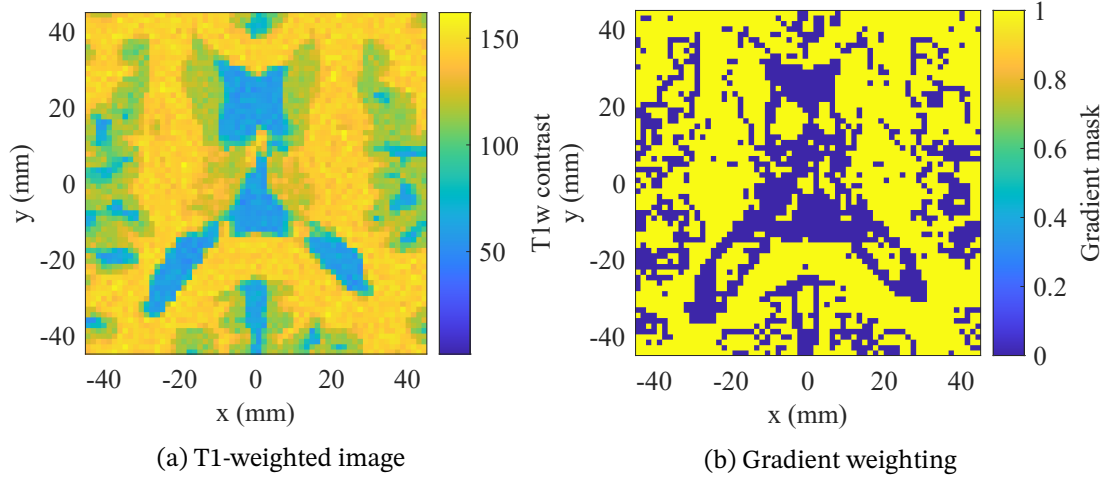 40
20
0
-20
-40
y (mm)
-40 -20 0 20 40
x (mm)
150
100
50
T1w contrast
(a) T1-weighted image
40
20
0
-20
-40
y (mm)
-40 -20 0 20 40
x (mm)
1
0.8
0.6
0.4
0.2
0
Gradient mask
(b) Gradient weighting